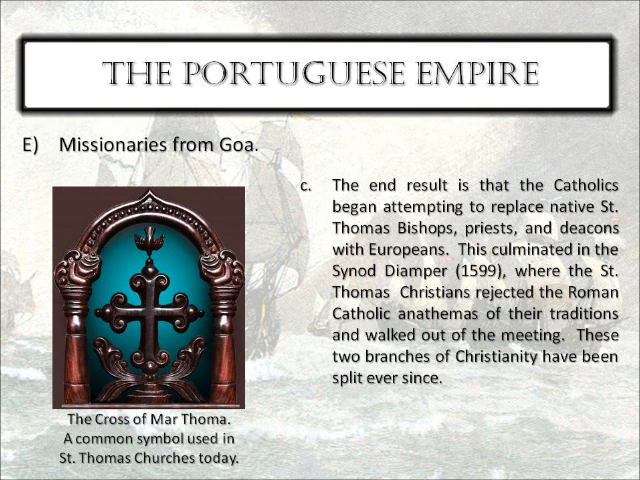 THE PORTUGUESE EMPIRE
E) Missionaries from Goa.
c. The end result is that the Catholics
began attempting to replace native St.
Thomas Bishops, priests, and deacons
with Europeans. This culminated in the
Synod Diamper (1599), where the St.
Thomas Christians rejected the Roman
Catholic anathemas of their traditions
and walked out of the meeting. These
two branches of Christianity have been
split ever since.
The Cross of Mar Thoma.
A common symbol used in
St. Thomas Churches today.